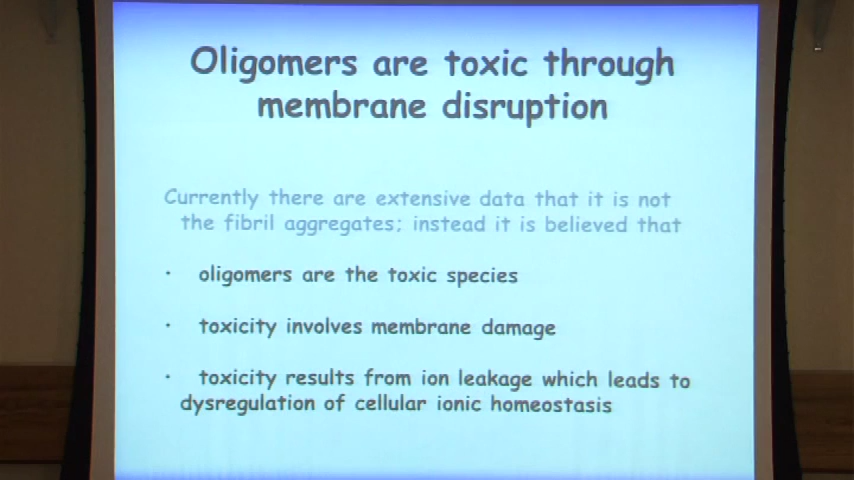 Oligomers are toxic through
membrane disruption
Currently there are extensive data that it is not
the fibril aggregates; instead it is believed that
· oligomers are the toxic species
· toxicity involves membrane damage
· toxicity results from ion leakage which leads to
dysregulation of cellular ionic homeostasis